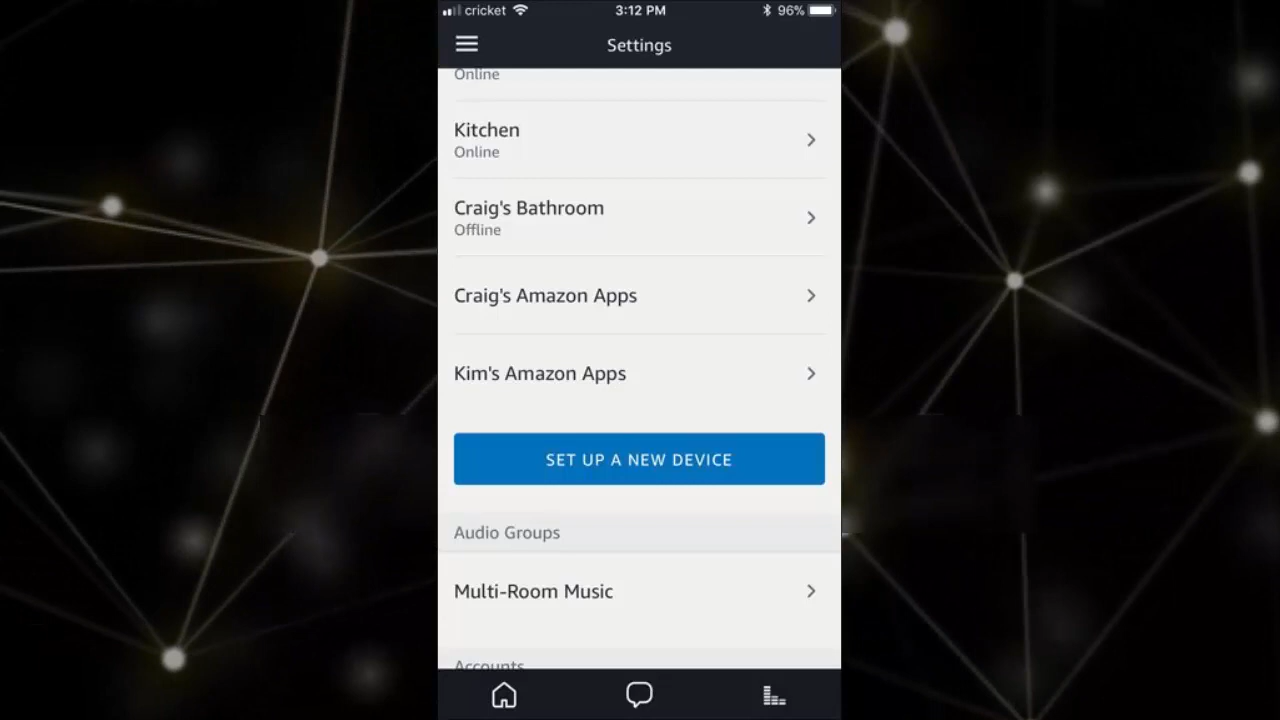 cricket 3:12 PM 96%
Settings
Online
Kitchen
Online
Craig's Bathroom
Offline
Craig's Amazon Apps
Kim's Amazon Apps
SET UP A NEW DEVICE
Audio Groups
Multi-Room Music
Accounts